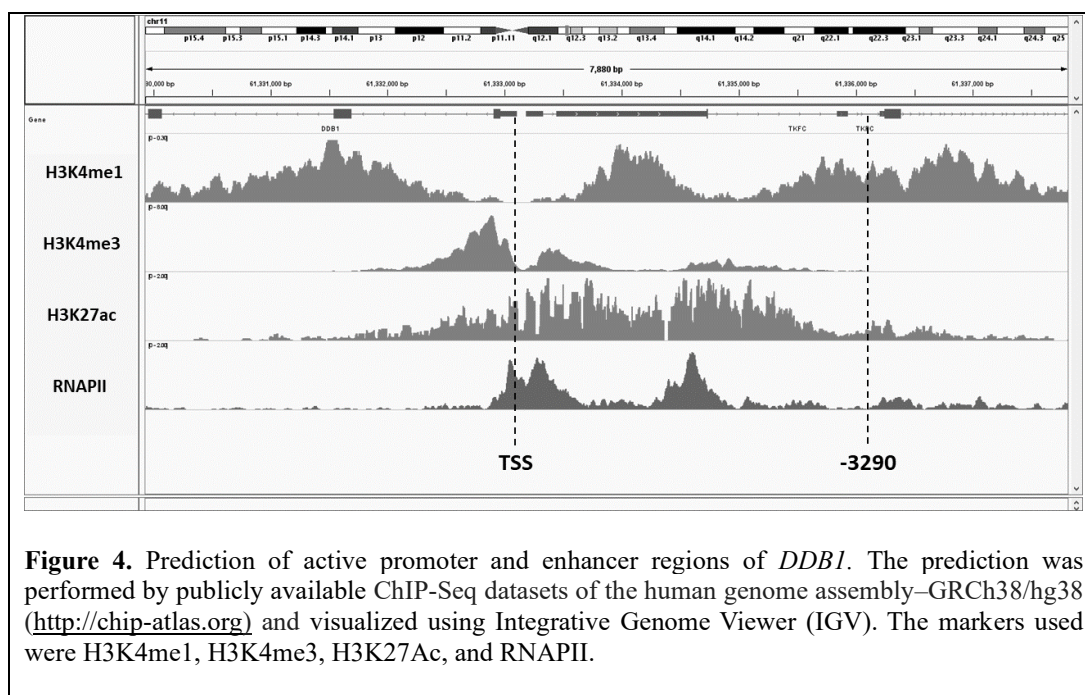 chr11
p15.4 p15.3 p15.1 p14.3 p14.1 p13 p12 p11.2 p11.11 q12.1 q12.3 q13.2 q13.4 q14.1 q14.2 q21 q22.1 q22.3 q23.1 q23.3 q24.1 q24.3 q25
7,880 bp
30,000 bp 61,331,000 bp 61,332,000 bp 61,333,000 bp 61,334,000 bp 61,335,000 bp 61,336,000 bp 61,337,000 bp
Gene
DDB1 TKFC TKFC
H3K4me1
H3K4me3
H3K27ac
RNAPII
TSS -3290
Figure 4. Prediction of active promoter and enhancer regions of DDB1. The prediction was
performed by publicly available ChIP-Seq datasets of the human genome assembly–GRCh38/hg38
(http://chip-atlas.org) and visualized using Integrative Genome Viewer (IGV). The markers used
were H3K4me1, H3K4me3, H3K27Ac, and RNAPII.